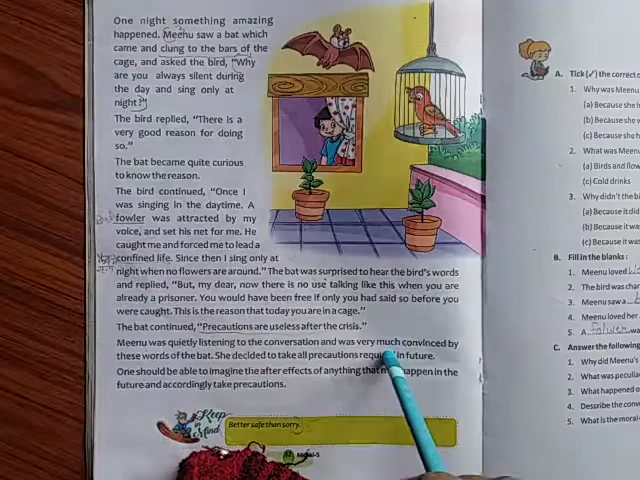 One night something amazing
happened. Meenu saw a bat which
came and clung to the bars of the
cage, and asked the bird, "Why
are you always silent during
the day and sing only at
night?"
The bird replied, "There is a
very good reason for doing
so."
The bat became quite curious
to know the reason.
The bird continued, "Once I
was singing in the daytime. A
fowler was attracted by my
voice, and set his net for me. He
caught me and forced me to lead a
confined life. Since then I sing only at
night when no flowers are around." The bat was surprised to hear the bird's words
and replied, "But, my dear, now there is no use talking like this when you are
already a prisoner. You would have been free if only you had said so before you
were caught. This is the reason that today you are in a cage."
The bat continued, "Precautions are useless after the crisis."
Meenu was quietly listening to the conversation and was very much convinced by
these words of the bat. She decided to take all precautions in future.
One should be able to imagine the after effects of anything that happen in the
future and accordingly take precautions.
Keep
in
Mind
Better safe than sorry.
32
A. Tick (✓) the correct
1. Why was Meenu
(a) Because she
(b) Because she
(c) Because she
2. What was Meenu
(a) Birds and flow
(c) Cold drinks
3. Why didn't the bi
(a) Because it did
(b) Because it was
(c) Because it was
B. Fill in the blanks :
1. Meenu loved
2. The bird was char
3. Meenu saw a
4. Meenu loved her
5. A
C. Answer the following
1. Why did Meenu's
2. What was peculia
3. What happened o
4. Describe the conv
5. What is the moral